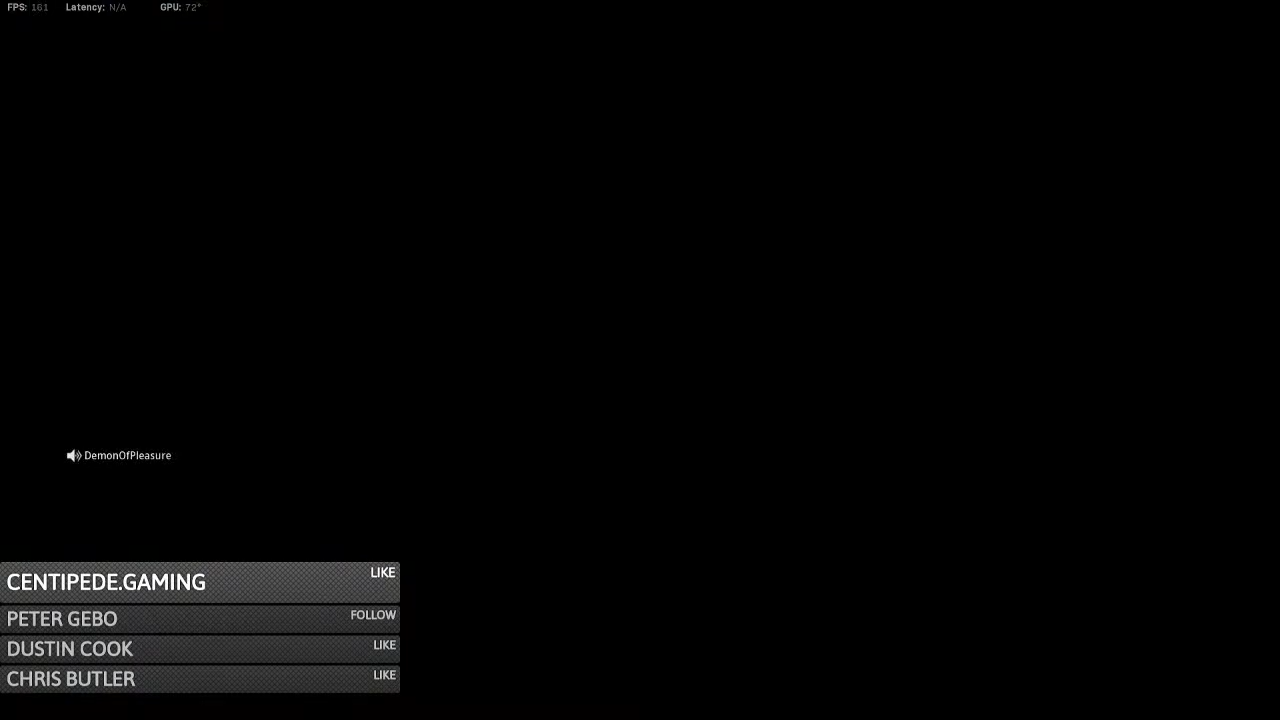 FPS: 161 Latency: N/A GPU: 72°
DemonOfPleasure
CENTIPEDE.GAMING LIKE
PETER GEBO FOLLOW
DUSTIN COOK LIKE
CHRIS BUTLER LIKE